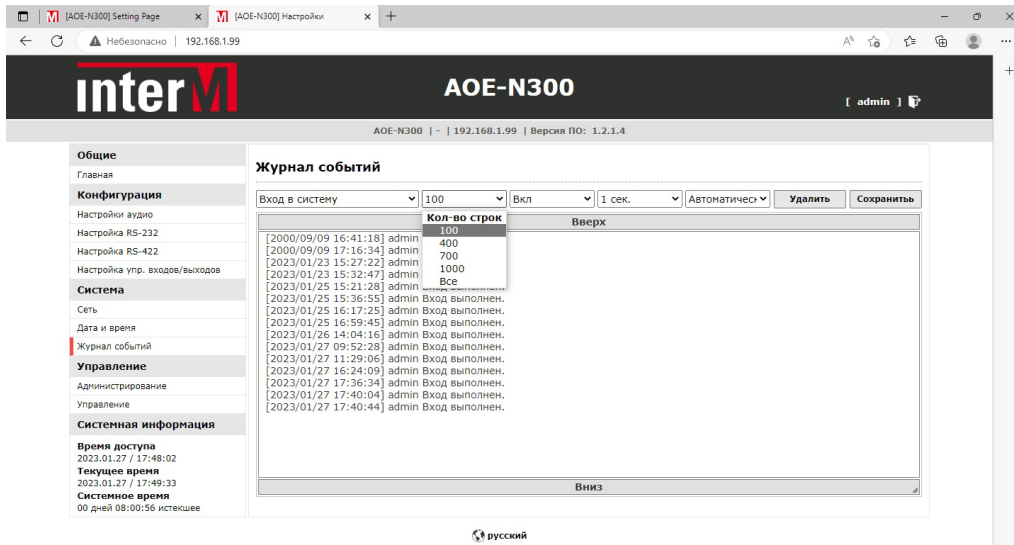 [AOE-N300] Setting Page
[AOE-N300] Настройки
Небезопасно
192.168.1.99
interM
AOE-N300
[ admin ]
AOE-N300 | - | 192.168.1.99 | Версия ПО: 1.2.1.4
Общие
Главная
Конфигурация
Настройки аудио
Настройка RS-232
Настройка RS-422
Настройка упр. входов/выходов
Система
Сеть
Дата и время
Журнал событий
Управление
Администрирование
Управление
Системная информация
Время доступа
2023.01.27 / 17:48:02
Текущее время
2023.01.27 / 17:49:33
Системное время
00 дней 08:00:56 истекшее
Журнал событий
Вход в систему
100
Вкл
1 сек.
Автоматическ
Удалить
Сохранитьь
Вверх
Кол-во строк
100
400
700
1000
Все
[2000/09/09 16:41:18] admin
[2000/09/09 17:16:34] admin
[2023/01/23 15:27:22] admin
[2023/01/23 15:32:47] admin
[2023/01/25 15:21:28] admin
[2023/01/25 15:36:55] admin Вход выполнен.
[2023/01/25 16:17:25] admin Вход выполнен.
[2023/01/25 16:59:45] admin Вход выполнен.
[2023/01/26 14:04:16] admin Вход выполнен.
[2023/01/27 09:52:28] admin Вход выполнен.
[2023/01/27 11:29:06] admin Вход выполнен.
[2023/01/27 16:24:09] admin Вход выполнен.
[2023/01/27 17:36:34] admin Вход выполнен.
[2023/01/27 17:40:04] admin Вход выполнен.
[2023/01/27 17:40:44] admin Вход выполнен.
Вниз
русский